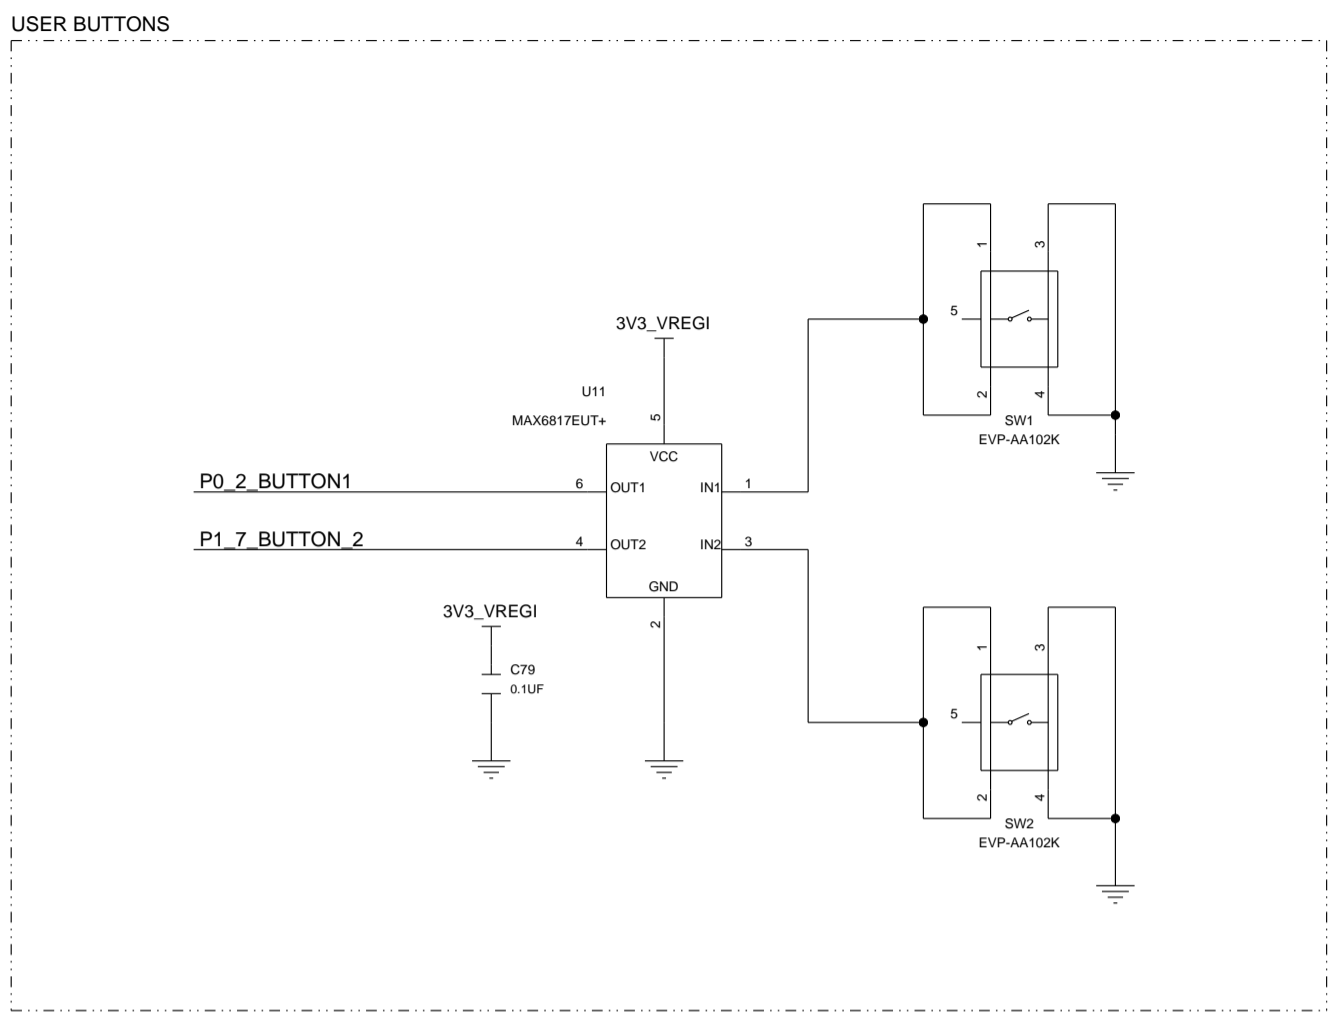 USER BUTTONS
1
3
5
2
4
SW1
EVP-AA102K
3V3_VREGI
U11
MAX6817EUT+
5
VCC
P0_2_BUTTON1
6
OUT1
IN1
1
P1_7_BUTTON_2
4
OUT2
IN2
3
GND
2
3V3_VREGI
C79
0.1UF
1
3
5
2
4
SW2
EVP-AA102K